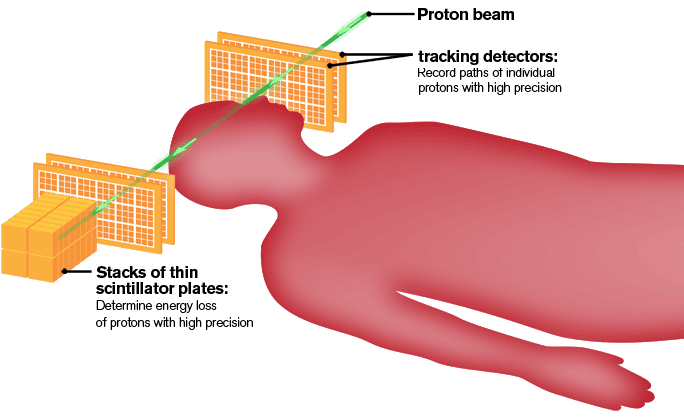 Proton beam
tracking detectors:
Record paths of individual
protons with high precision
Stacks of thin
scintillator plates:
Determine energy loss
of protons with high precision